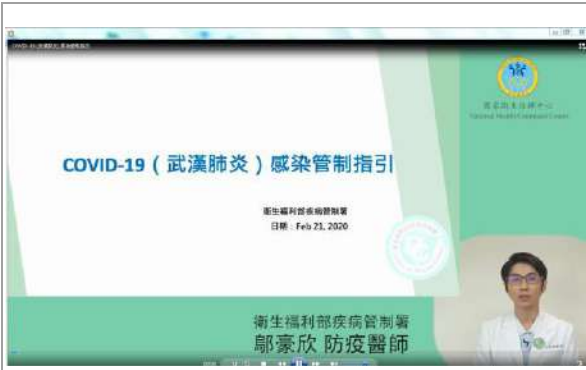 COVID-19（武漢肺炎）感染管制指引
衛生福利部疾病管制署
日期：Feb 21, 2020
衛生福利部疾病管制署
鄔豪欣 防疫醫師